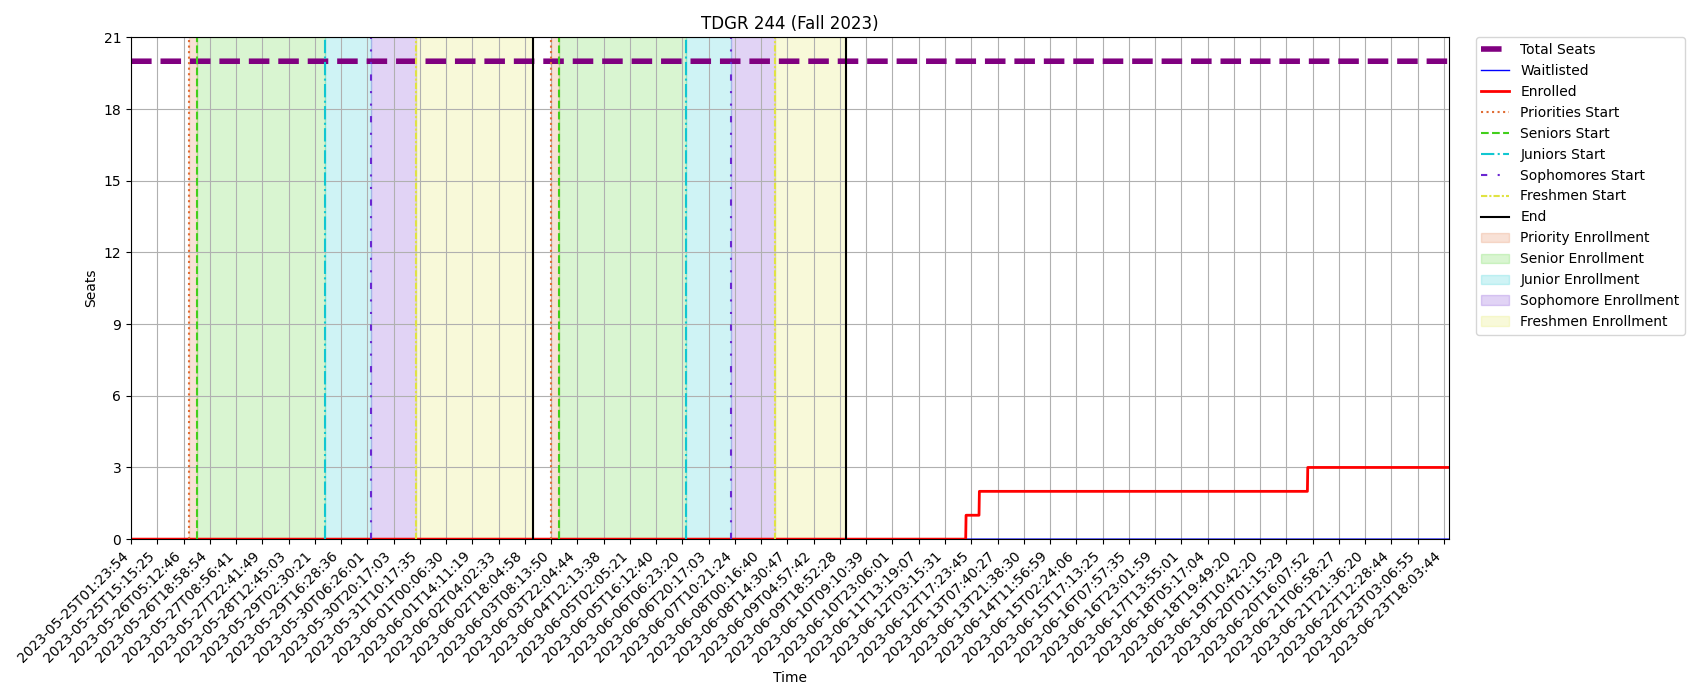 TDGR 244 (Fall 2023)
21
18
15
12
9
6
3
0
Seats
2023-05-25T01:23:54
2023-05-25T15:15:25
2023-05-26T05:12:46
2023-05-26T18:58:54
2023-05-27T08:56:41
2023-05-27T22:41:49
2023-05-28T12:45:03
2023-05-29T02:30:21
2023-05-29T16:28:36
2023-05-30T06:26:01
2023-05-30T20:17:03
2023-05-31T10:17:35
2023-06-01T00:06:30
2023-06-01T14:11:19
2023-06-02T04:02:33
2023-06-02T18:04:58
2023-06-03T08:13:50
2023-06-03T22:04:44
2023-06-04T12:13:38
2023-06-05T02:05:21
2023-06-05T16:12:40
2023-06-06T06:23:20
2023-06-06T20:17:03
2023-06-07T10:21:24
2023-06-08T00:16:40
2023-06-08T14:30:47
2023-06-09T04:57:42
2023-06-09T18:52:28
2023-06-10T09:10:39
2023-06-10T23:06:01
2023-06-11T13:19:07
2023-06-12T03:15:31
2023-06-12T17:23:45
2023-06-13T07:40:27
2023-06-13T21:38:30
2023-06-14T11:56:59
2023-06-15T02:24:06
2023-06-15T17:13:25
2023-06-16T07:57:35
2023-06-16T23:01:59
2023-06-17T13:55:01
2023-06-18T05:17:04
2023-06-18T19:49:20
2023-06-19T10:42:20
2023-06-20T01:15:29
2023-06-20T16:07:52
2023-06-21T06:58:27
2023-06-21T21:36:20
2023-06-22T12:28:44
2023-06-23T03:06:55
2023-06-23T18:03:44
Time
Total Seats
Waitlisted
Enrolled
Priorities Start
Seniors Start
Juniors Start
Sophomores Start
Freshmen Start
End
Priority Enrollment
Senior Enrollment
Junior Enrollment
Sophomore Enrollment
Freshmen Enrollment